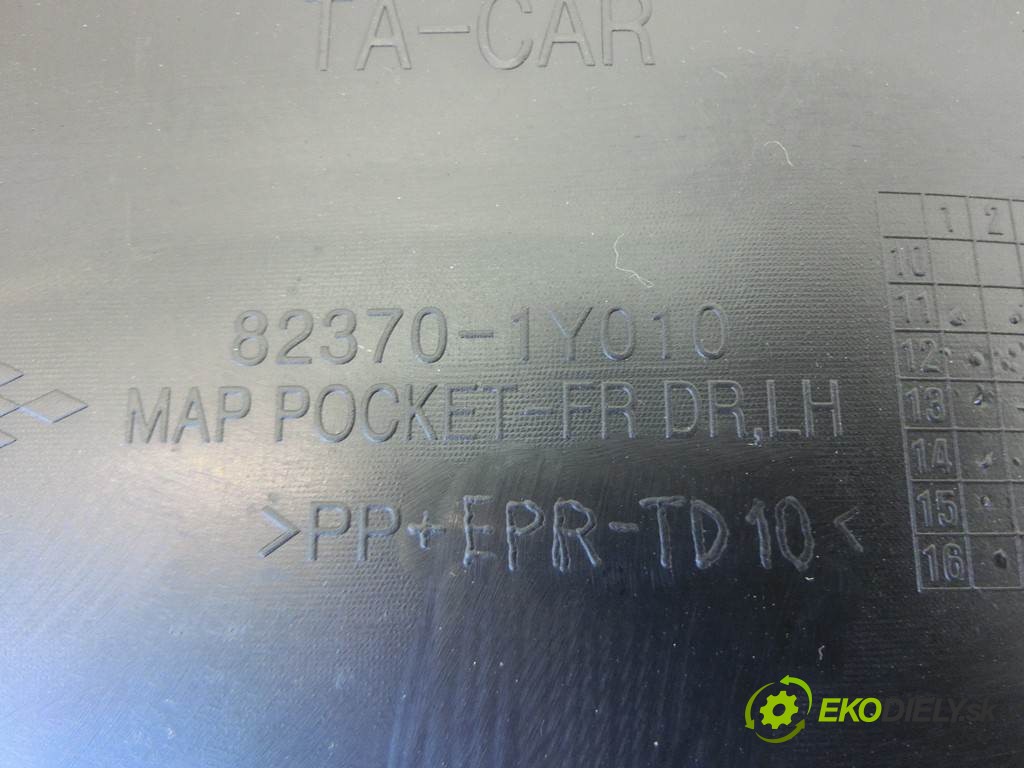 TA-CAR
82370-1Y010
MAP POCKET-FR DR,LH
>PP+EPR-TD10<
1 2
10
11
12
13
14
15
16
EKODIELY.sk